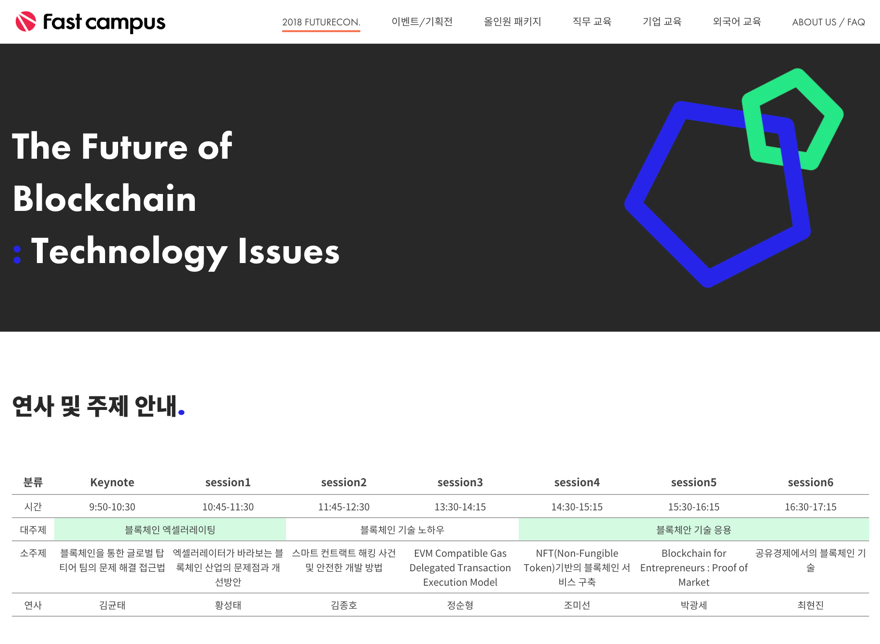 Fast campus
2018 FUTURECON. 이벤트/기획전 올인원 패키지 직무 교육 기업 교육 외국어 교육 ABOUT US / FAQ
The Future of
Blockchain
: Technology Issues
연사 및 주제 안내.
분류 Keynote session1 session2 session3 session4 session5 session6
시간 9:50-10:30 10:45-11:30 11:45-12:30 13:30-14:15 14:30-15:15 15:30-16:15 16:30-17:15
대주제 블록체인 엑셀러레이팅 블록체인 기술 노하우 블록체안 기술 응용
소주제 블록체인을 통한 글로벌 탑 엑셀러레이터가 바라보는 블 스마트 컨트랙트 해킹 사건 EVM Compatible Gas NFT(Non-Fungible Blockchain for 공유경제에서의 블록체인 기
티어 팀의 문제 해결 접근법 록체인 산업의 문제점과 개 및 안전한 개발 방법 Delegated Transaction Token)기반의 블록체인 서 Entrepreneurs : Proof of 술
선방안 Execution Model 비스 구축 Market
연사 김균태 황성태 김종호 정순형 조미선 박광세 최현진